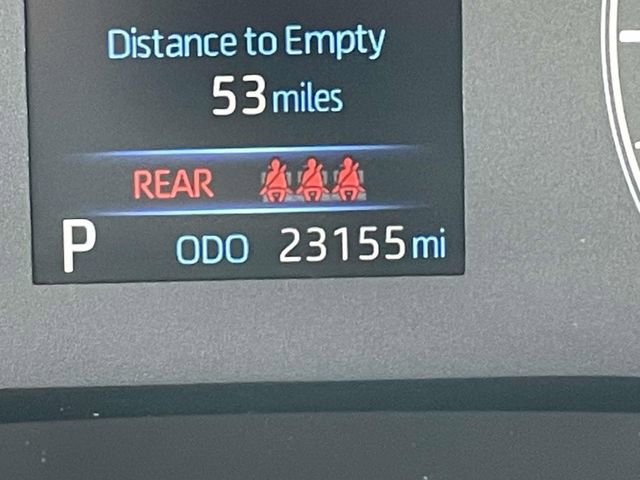 Distance to Empty
53 miles
REAR
P ODO 23155 mi